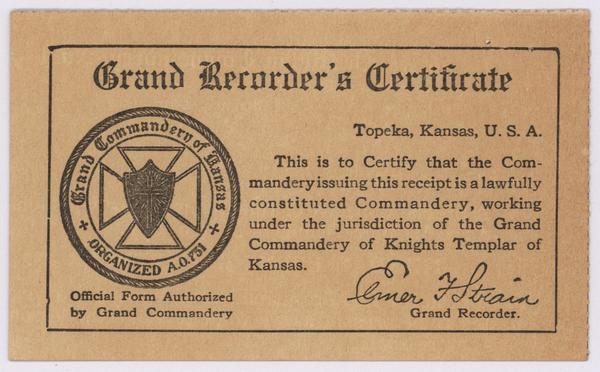 Grand Recorder's Certificate
Grand Commandery of Kansas
ORGANIZED A.O. 751
Topeka, Kansas, U. S. A.
This is to Certify that the Com-
mandery issuing this receipt is a lawfully
constituted Commandery, working
under the jurisdiction of the Grand
Commandery of Knights Templar of
Kansas.
Official Form Authorized
by Grand Commandery
Elmer F Strain
Grand Recorder.